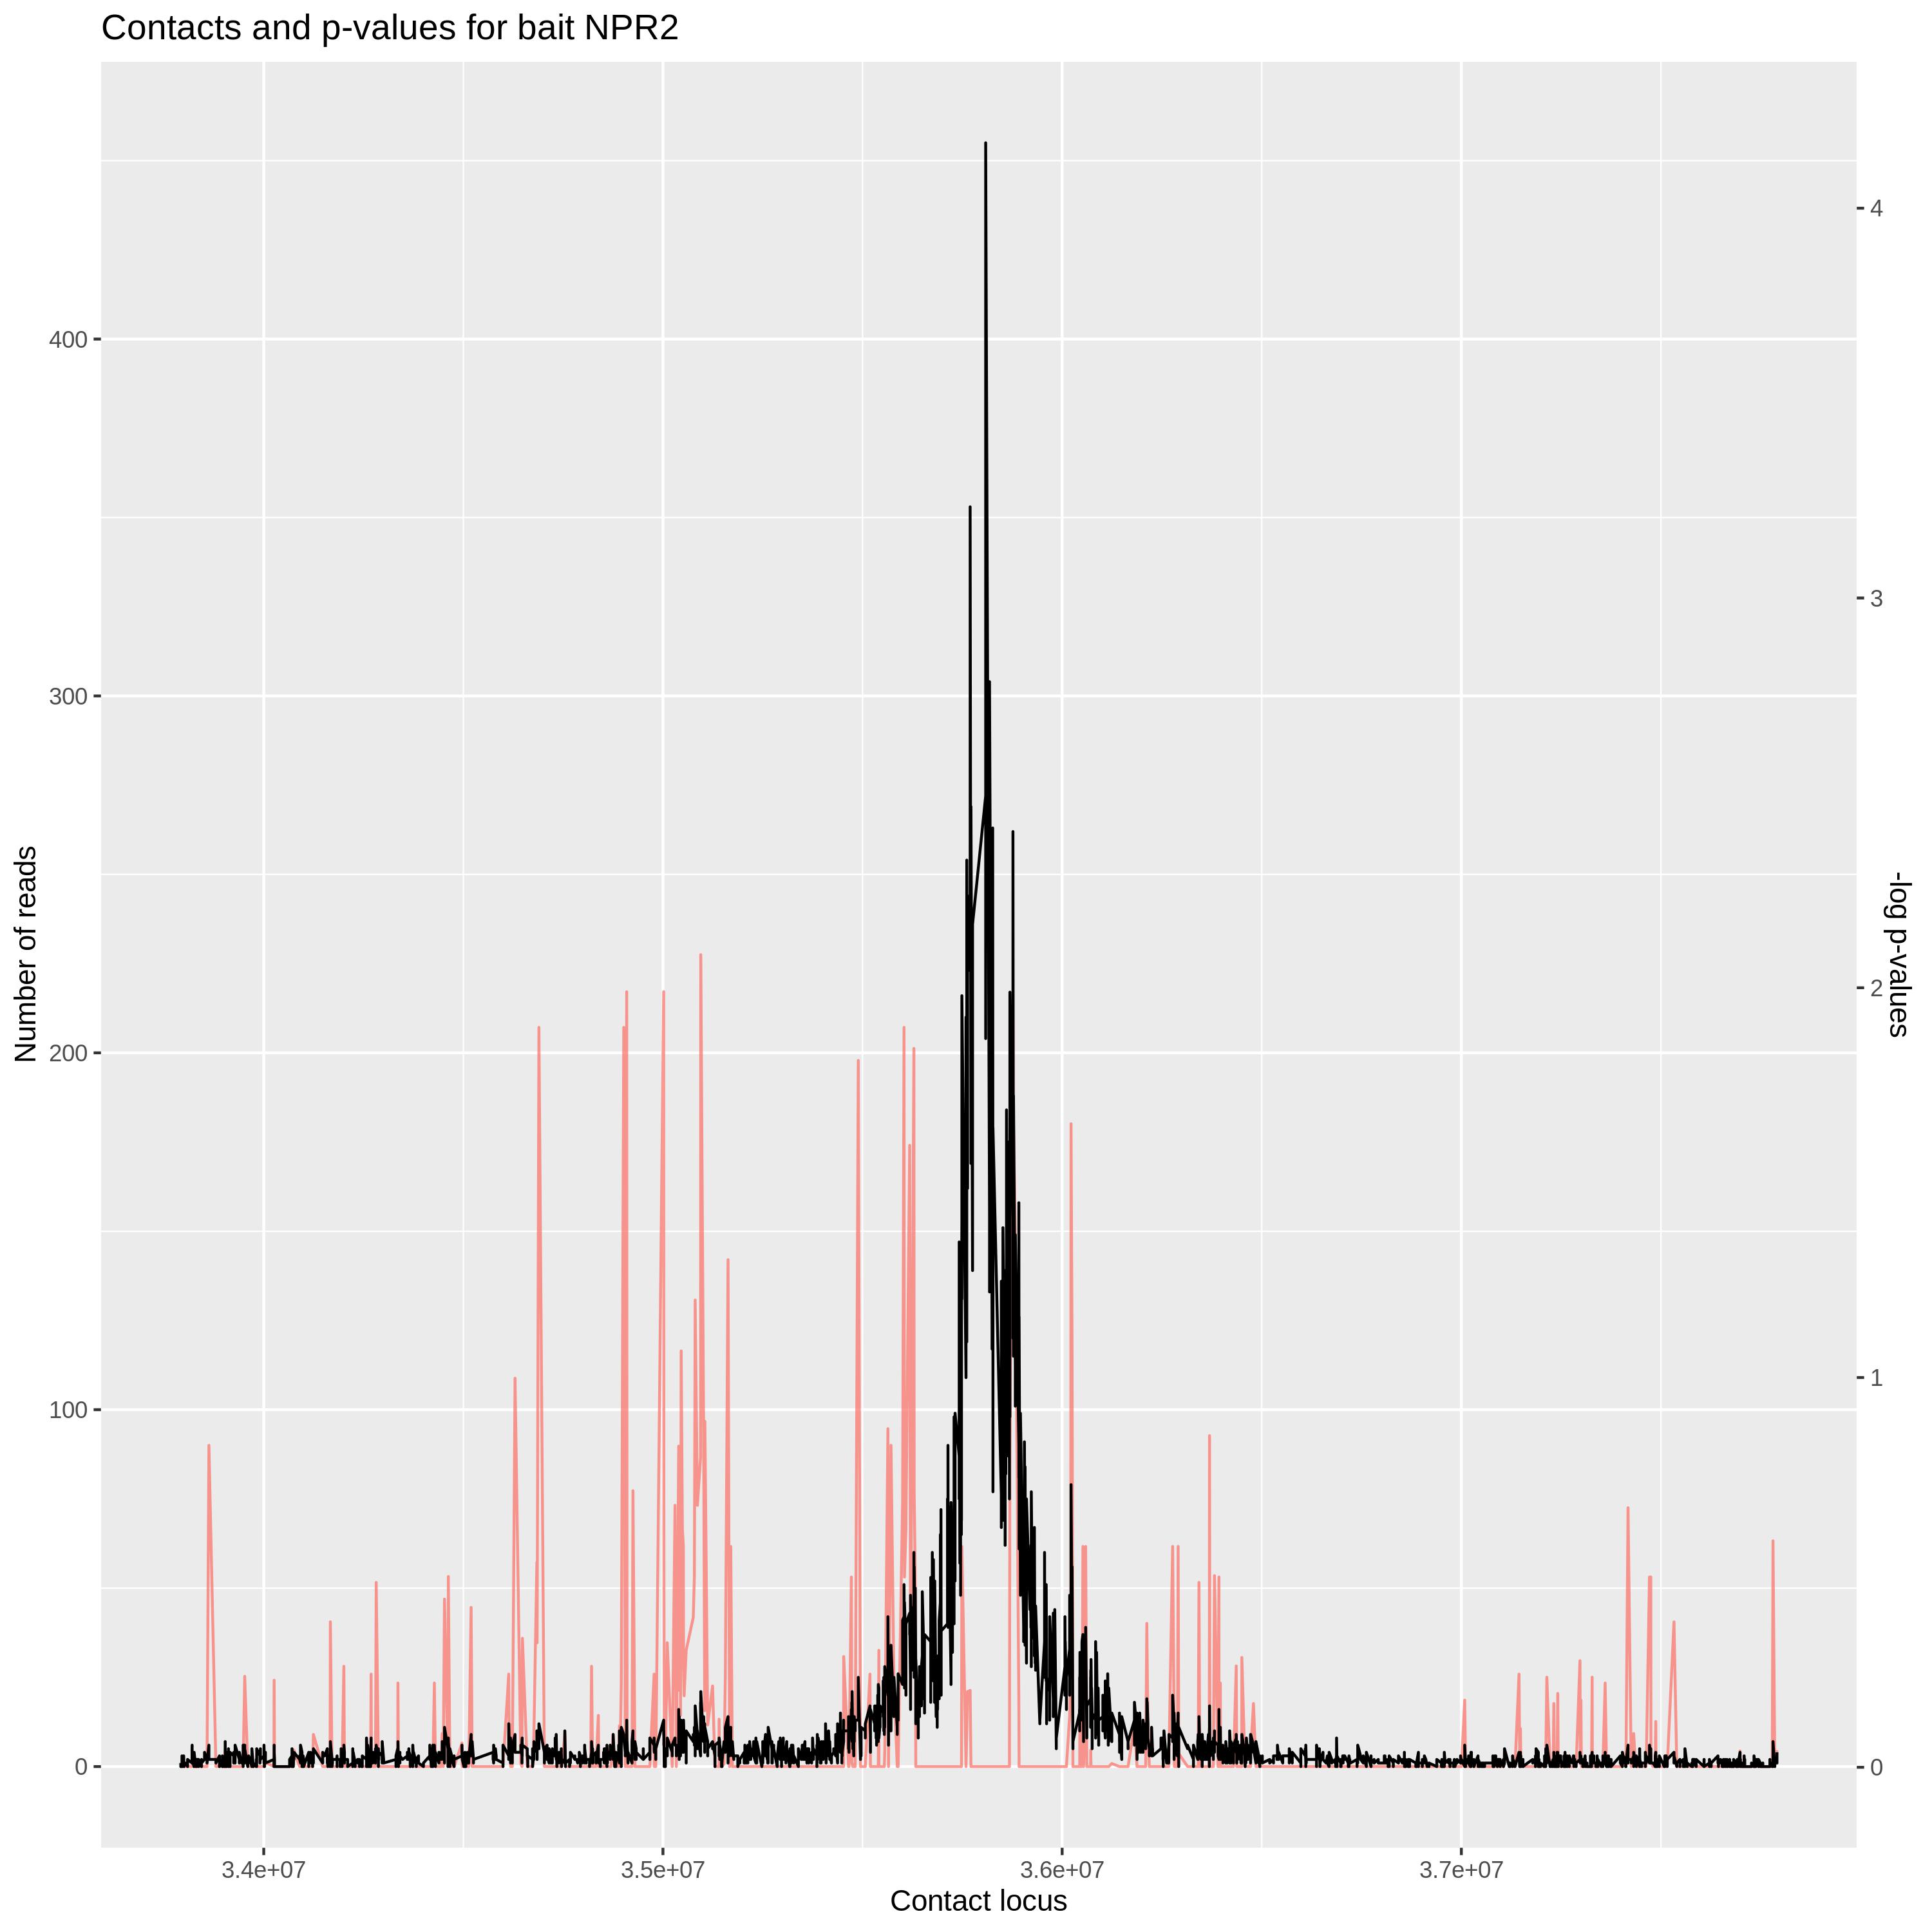 Contacts and p-values for bait NPR2
Number of reads
400
300
200
100
0
4
3
2
1
0
-log p-values
3.4e+07 3.5e+07 3.6e+07 3.7e+07
Contact locus